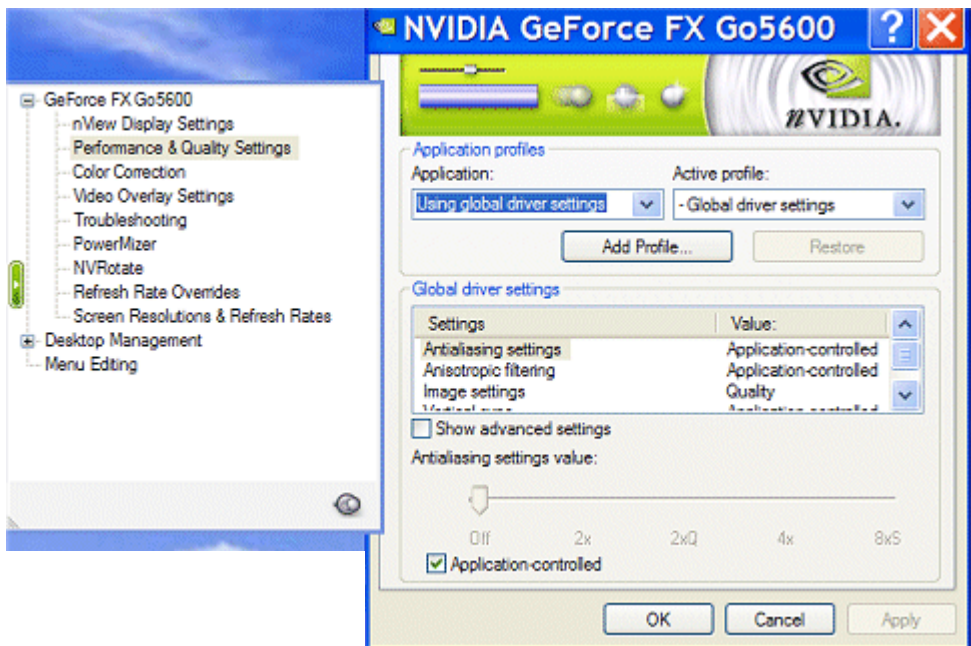 NVIDIA GeForce FX Go5600
nVIDIA.
GeForce FX Go5600
nView Display Settings
Performance & Quality Settings
Color Correction
Video Overlay Settings
Troubleshooting
PowerMizer
NVRotate
Refresh Rate Overrides
Screen Resolutions & Refresh Rates
Desktop Management
Menu Editing
Application profiles
Application:
Active profile:
Using global driver settings
- Global driver settings
Add Profile...
Restore
Global driver settings
Settings
Value:
Antialiasing settings
Application-controlled
Anisotropic filtering
Application-controlled
Image settings
Quality
Vertical sync
Application-controlled
Show advanced settings
Antialiasing settings value:
Off 2x 2xQ 4x 8xS
Application-controlled
OK
Cancel
Apply